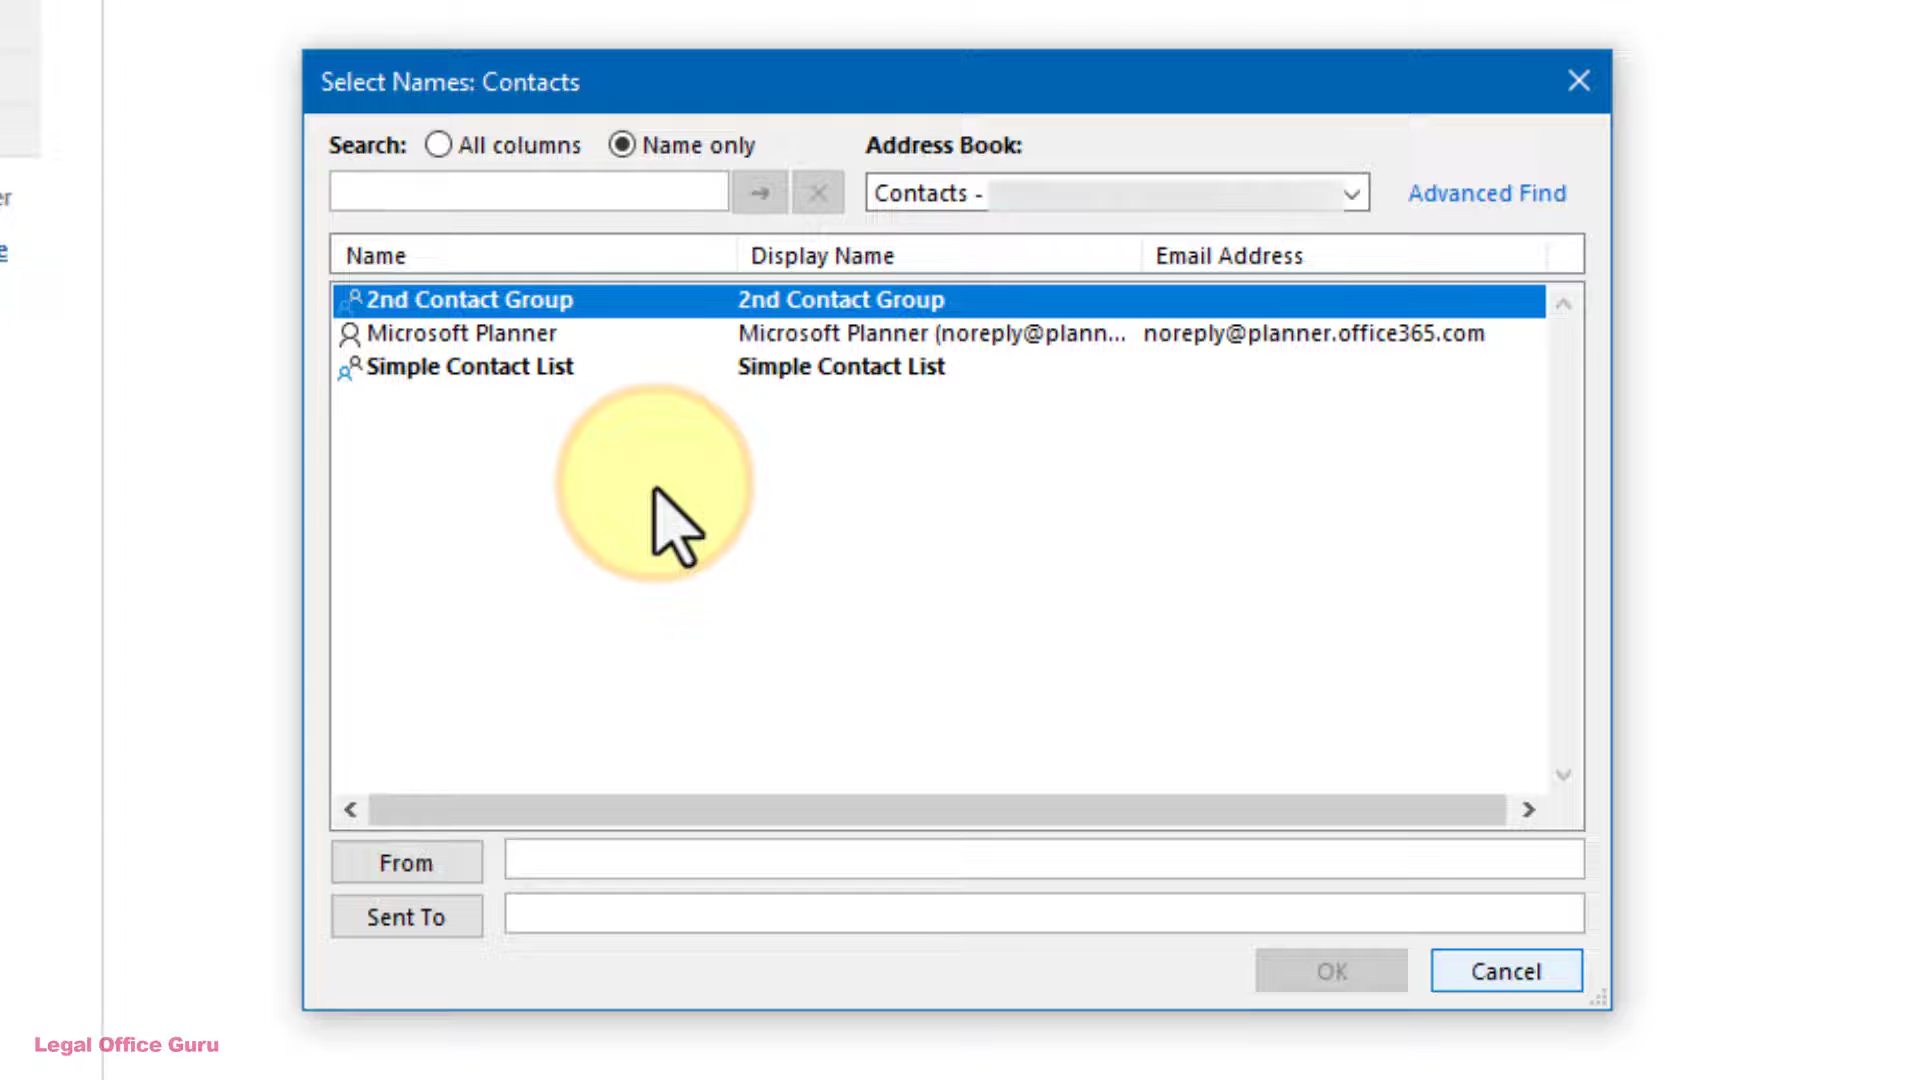 Select Names: Contacts
Search: All columns Name only Address Book:
Contacts - Advanced Find
Name Display Name Email Address
2nd Contact Group 2nd Contact Group
Microsoft Planner Microsoft Planner (noreply@plann... noreply@planner.office365.com
Simple Contact List Simple Contact List
From
Sent To
OK Cancel
er
e
Legal Office Guru